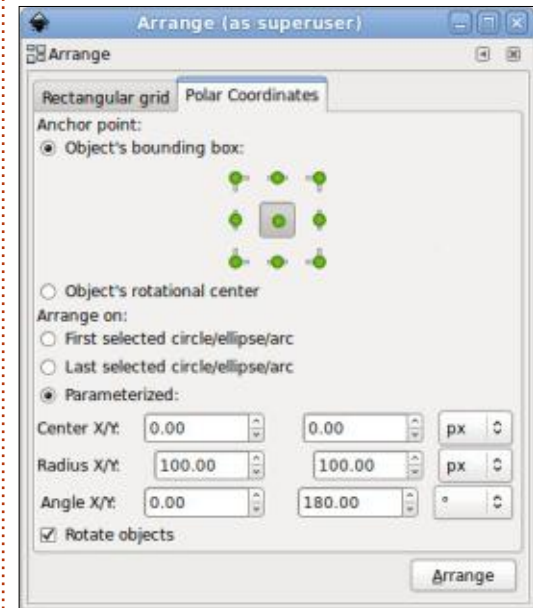 Arrange (as superuser)
Arrange
Rectangular grid Polar Coordinates
Anchor point:
Object's bounding box:
Object's rotational center
Arrange on:
First selected circle/ellipse/arc
Last selected circle/ellipse/arc
Parameterized:
Center X/Y: 0.00 0.00 px
Radius X/Y: 100.00 100.00 px
Angle X/Y: 0.00 180.00 °
Rotate objects
Arrange